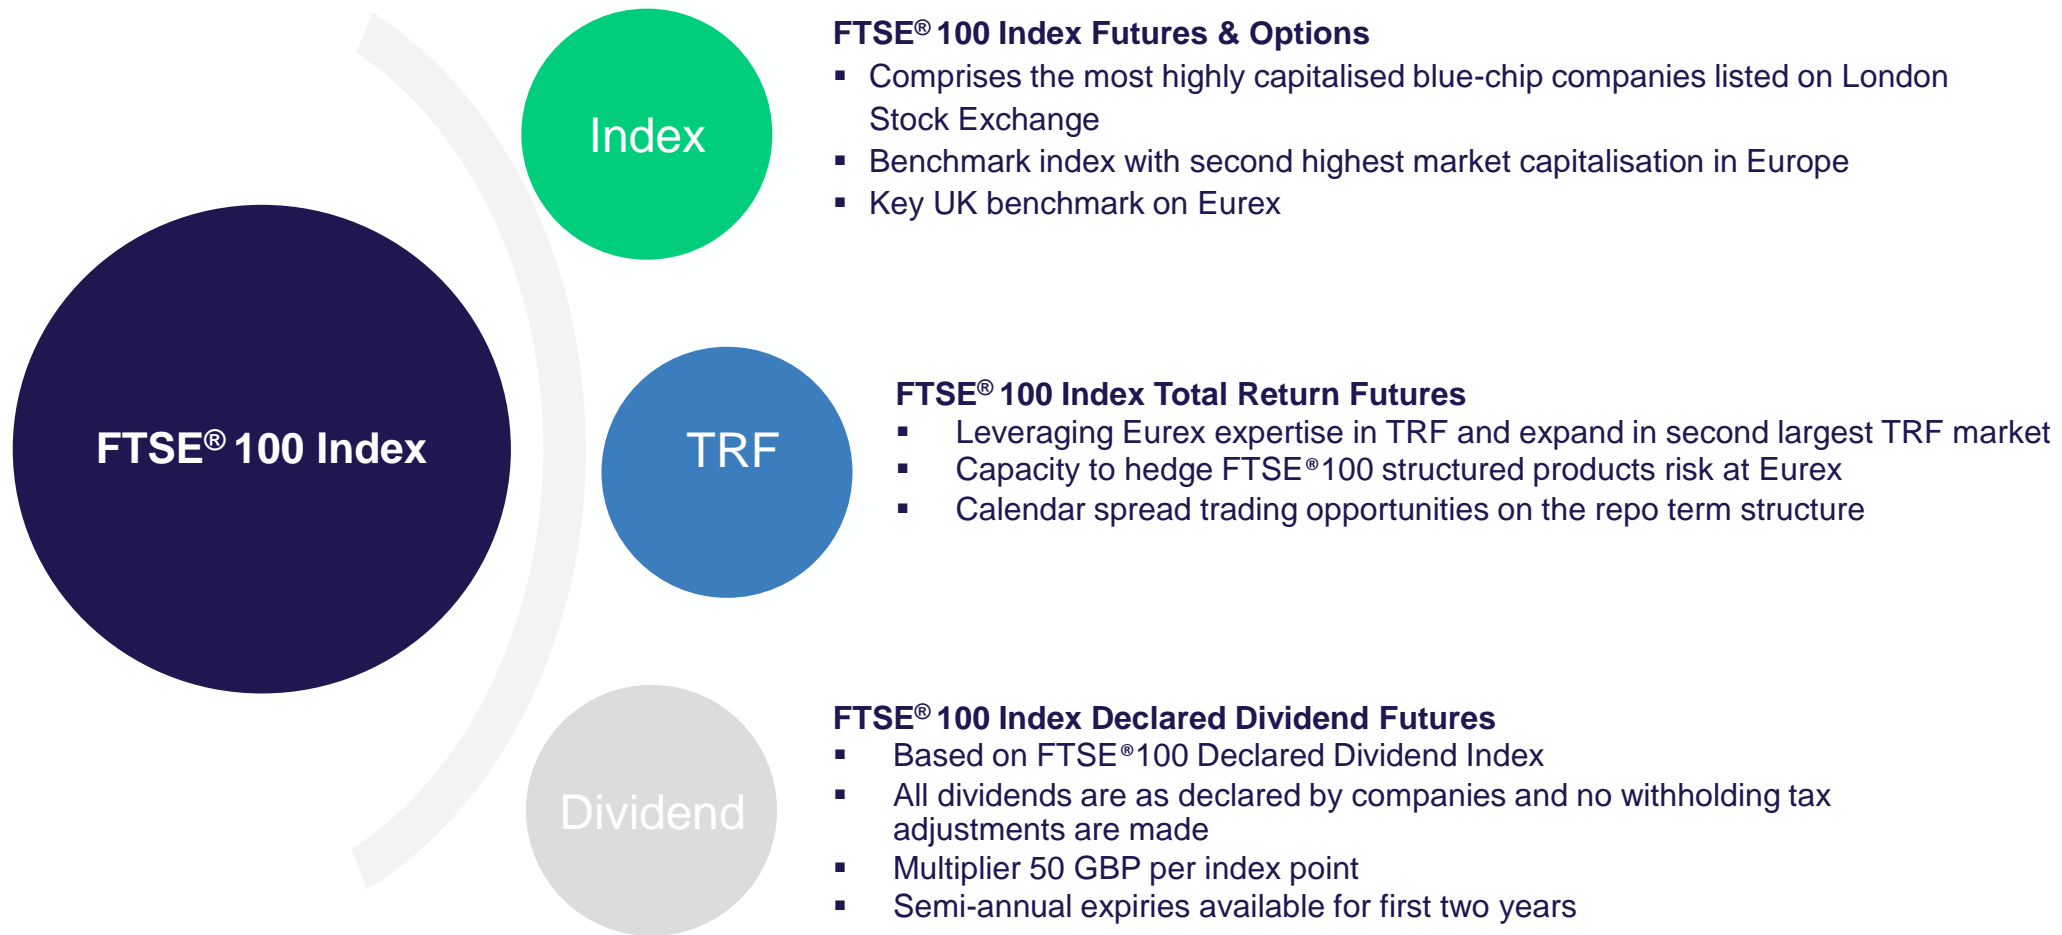 FTSE® 100 Index
Index
FTSE® 100 Index Futures & Options
▪ Comprises the most highly capitalised blue-chip companies listed on London
Stock Exchange
▪ Benchmark index with second highest market capitalisation in Europe
▪ Key UK benchmark on Eurex
TRF
FTSE® 100 Index Total Return Futures
▪ Leveraging Eurex expertise in TRF and expand in second largest TRF market
▪ Capacity to hedge FTSE®100 structured products risk at Eurex
▪ Calendar spread trading opportunities on the repo term structure
Dividend
FTSE® 100 Index Declared Dividend Futures
▪ Based on FTSE®100 Declared Dividend Index
▪ All dividends are as declared by companies and no withholding tax
adjustments are made
▪ Multiplier 50 GBP per index point
▪ Semi-annual expiries available for first two years